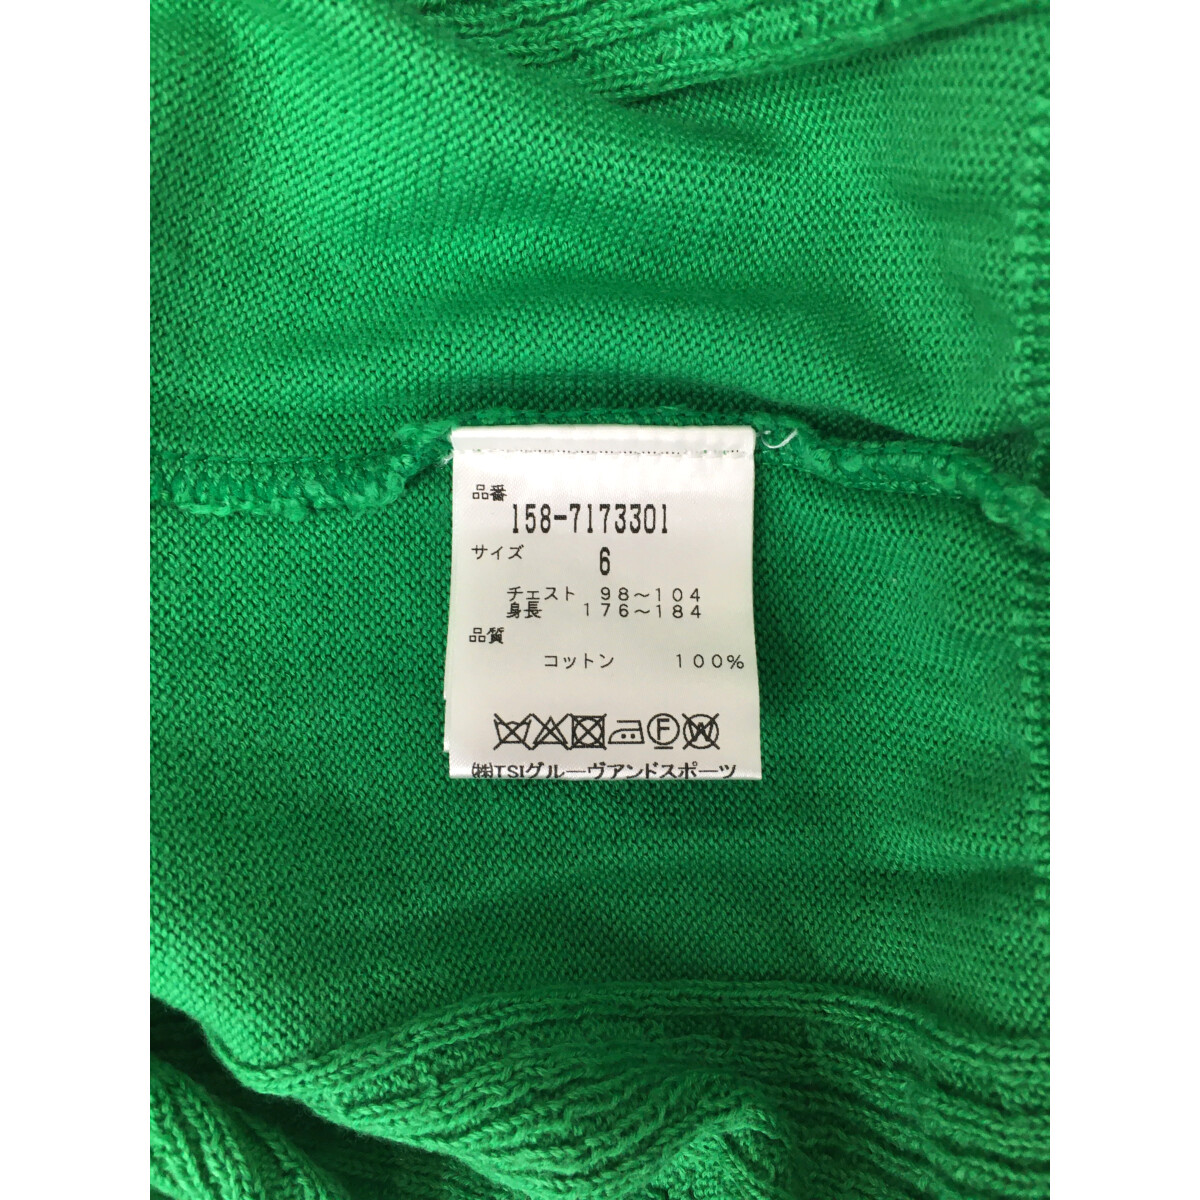 品番
158-7173301
サイズ
6
チェスト 98～104
身長 176～184
品質
コットン 100%
F W
㈱TSIグルーヴアンドスポーツ